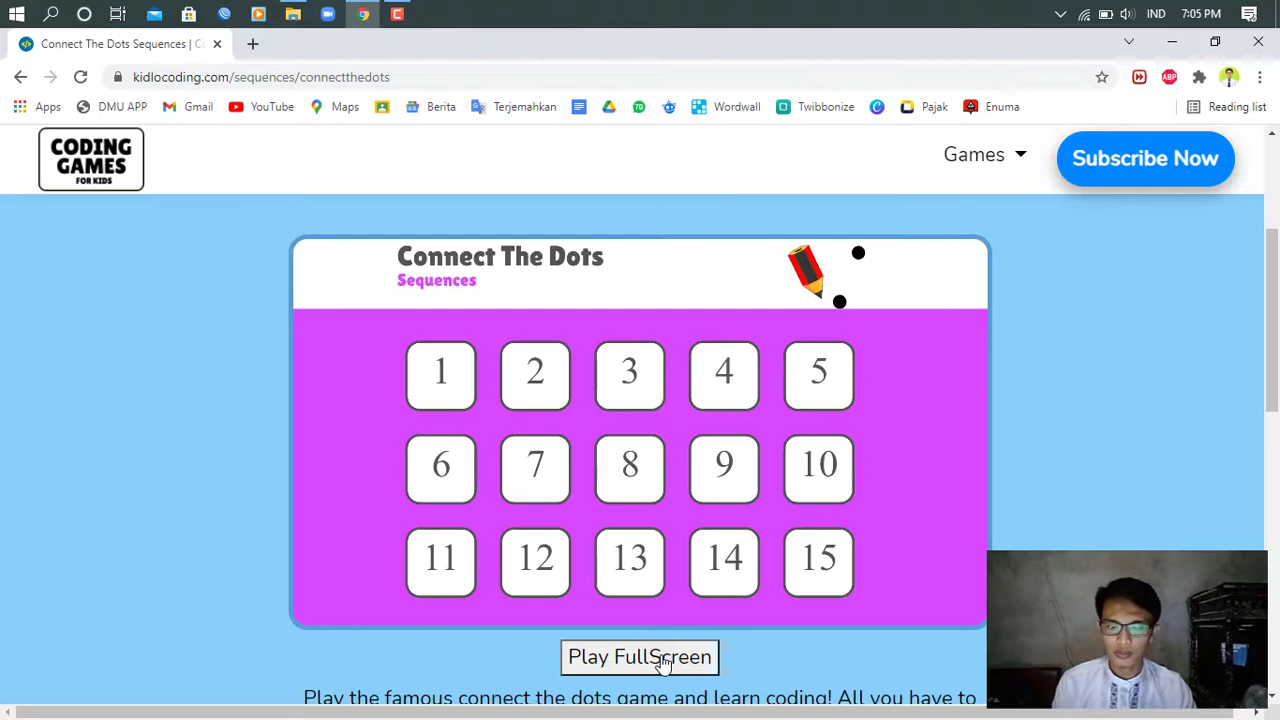 IND 7:05 PM
Connect The Dots Sequences | C
kidlocoding.com/sequences/connectthedots
Apps DMU APP Gmail YouTube Maps Berita Terjemahkan 70 Wordwall Twibbonize Pajak Enuma Reading list
ABP
CODING
GAMES
FOR KIDS
Games
Subscribe Now
Connect The Dots
Sequences
1 2 3 4 5
6 7 8 9 10
11 12 13 14 15
Play FullScreen
Play the famous connect the dots game and learn coding! All you have to